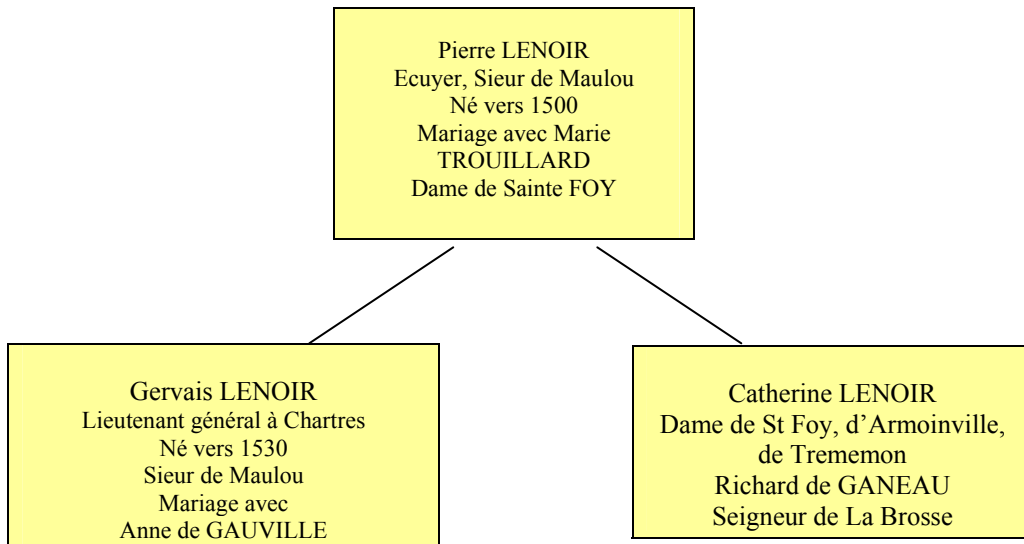 Pierre LENOIR
Ecuyer, Sieur de Maulou
Né vers 1500
Mariage avec Marie
TROUILLARD
Dame de Sainte FOY
Gervais LENOIR
Lieutenant général à Chartres
Né vers 1530
Sieur de Maulou
Mariage avec
Anne de GAUVILLE
Catherine LENOIR
Dame de St Foy, d’Armoinville,
de Trememon
Richard de GANEAU
Seigneur de La Brosse